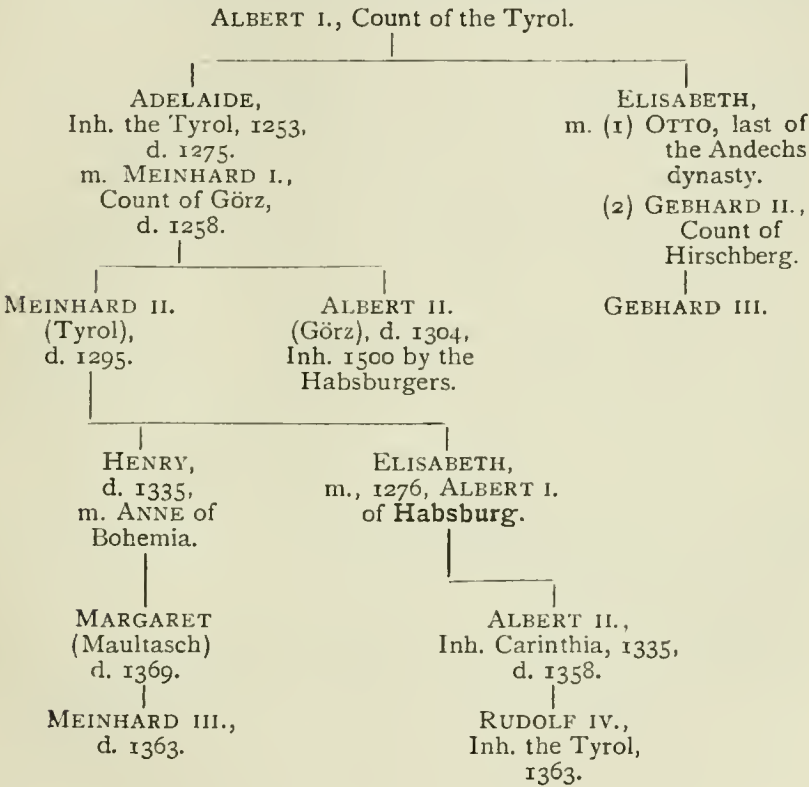 ALBERT I., Count of the Tyrol.
ADELAIDE,
Inh. the Tyrol, 1253,
d. 1275.
m. MEINHARD I.,
Count of Görz,
d. 1258.
ELISABETH,
m. (1) OTTO, last of
the Andechs
dynasty.
(2) GEBHARD II.,
Count of
Hirschberg.
GEBHARD III.
MEINHARD II.
(Tyrol),
d. 1295.
ALBERT II.
(Görz), d. 1304,
Inh. 1500 by the
Habsburgers.
HENRY,
d. 1335,
m. ANNE of
Bohemia.
ELISABETH,
m., 1276, ALBERT I.
of Habsburg.
MARGARET
(Maultasch)
d. 1369.
ALBERT II.,
Inh. Carinthia, 1335,
d. 1358.
MEINHARD III.,
d. 1363.
RUDOLF IV.,
Inh. the Tyrol,
1363.